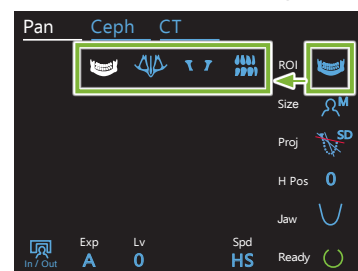 Pan Ceph CT
ROI
Size M
Proj SD
H Pos 0
Jaw
Exp Lv Spd
In / Out A 0 HS Ready